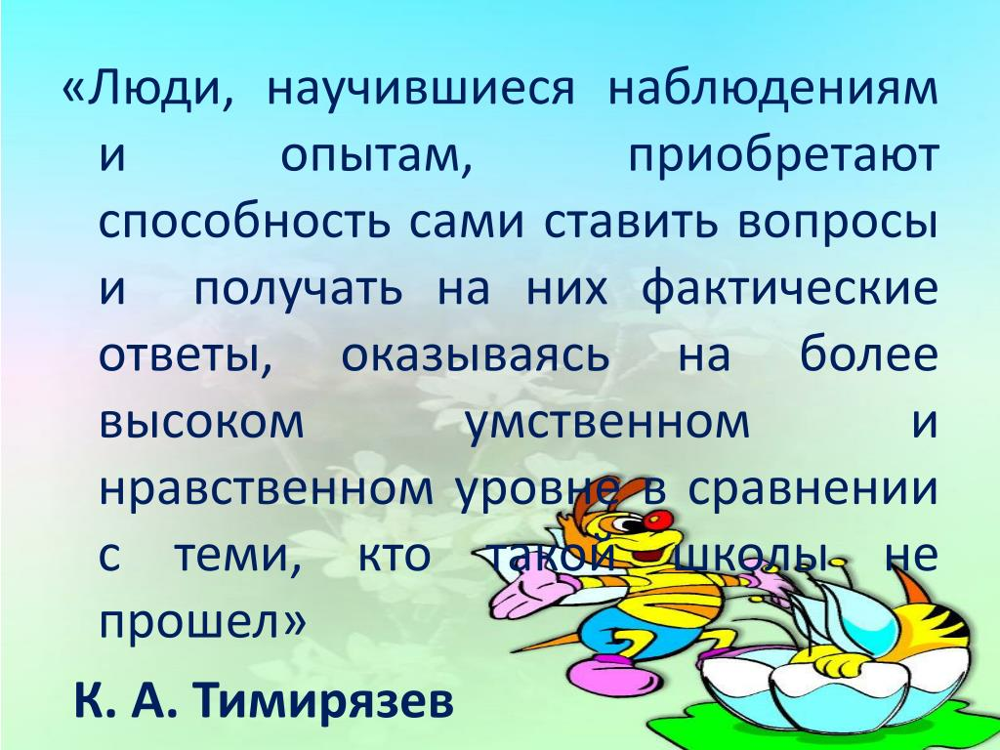 «Люди, научившиеся наблюдениям
и опытам, приобретают
способность сами ставить вопросы
и получать на них фактические
ответы, оказываясь на более
высоком умственном и
нравственном уровне в сравнении
с теми, кто такой школы не
прошел»
К. А. Тимирязев